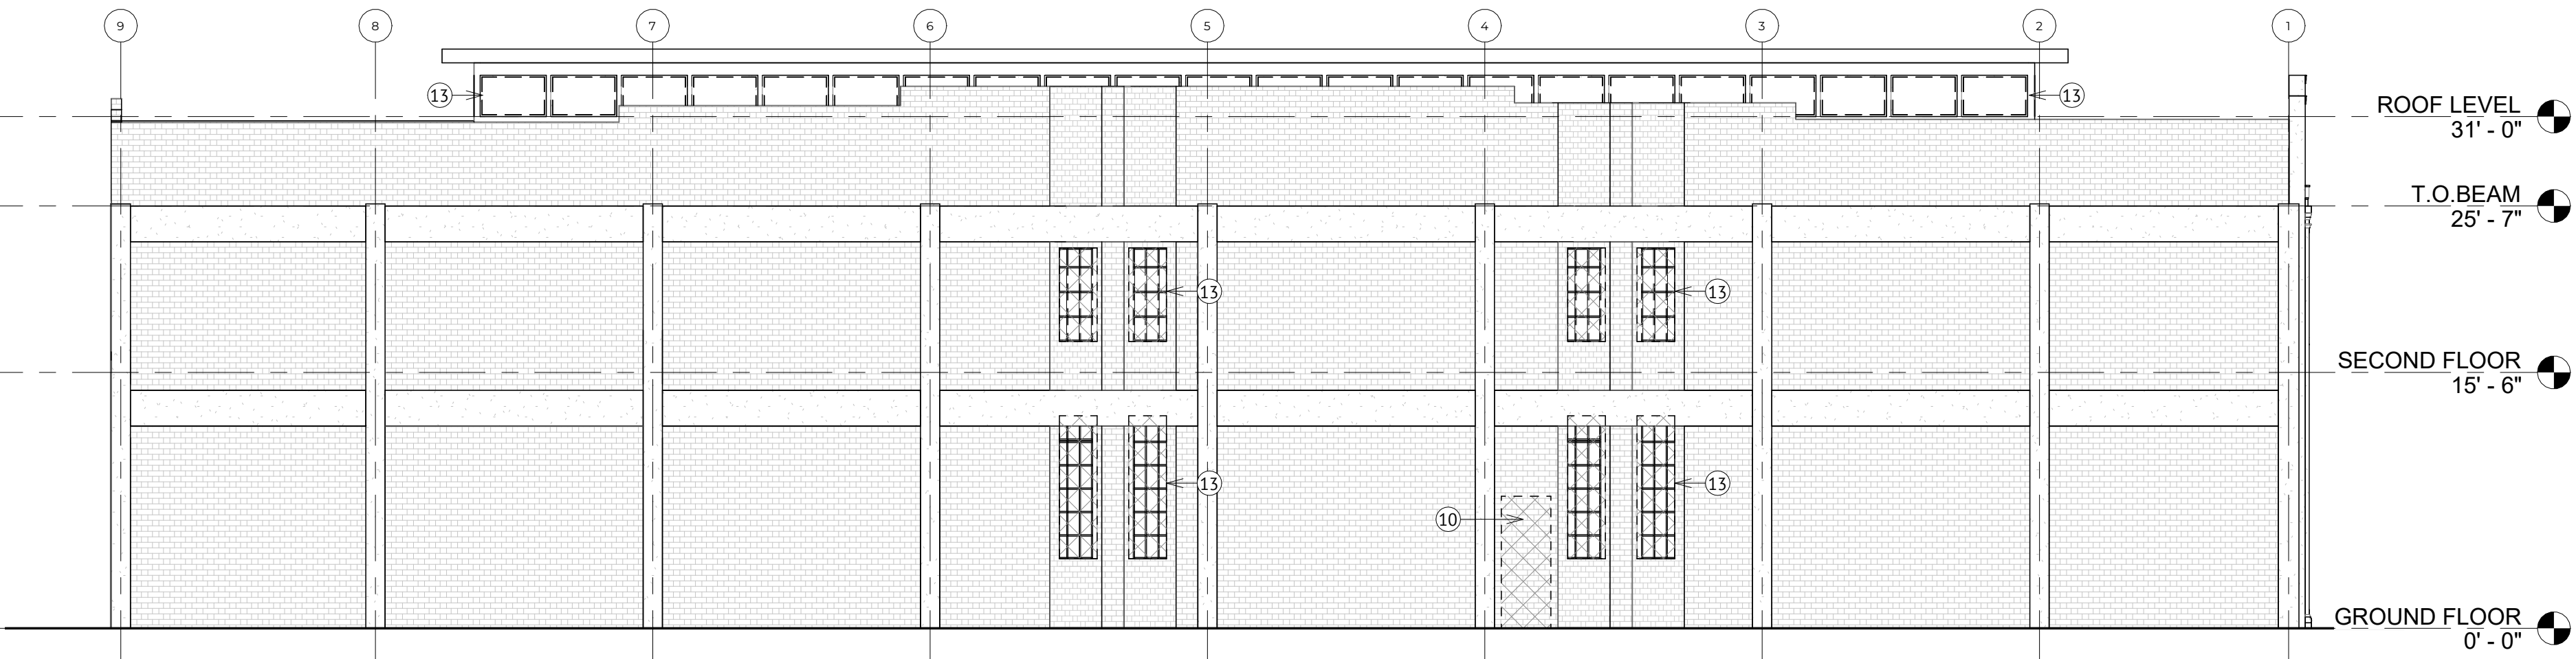 9 8 7 6 5 4 3 2 1
13 13
ROOF LEVEL
31' - 0"
T.O.BEAM
25' - 7"
13 13
SECOND FLOOR
15' - 6"
13 13
10
GROUND FLOOR
0' - 0"